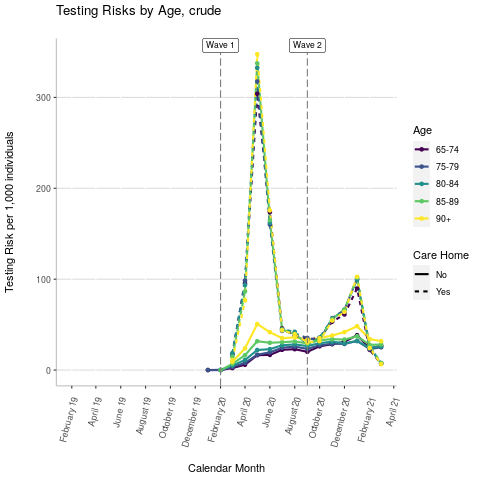 Testing Risks by Age, crude
Wave 1
Wave 2
Testing Risk per 1,000 individuals
300
200
100
0
February 19
April 19
June 19
August 19
October 19
December 19
February 20
April 20
June 20
August 20
October 20
December 20
February 21
April 21
Calendar Month
Age
65-74
75-79
80-84
85-89
90+
Care Home
No
Yes